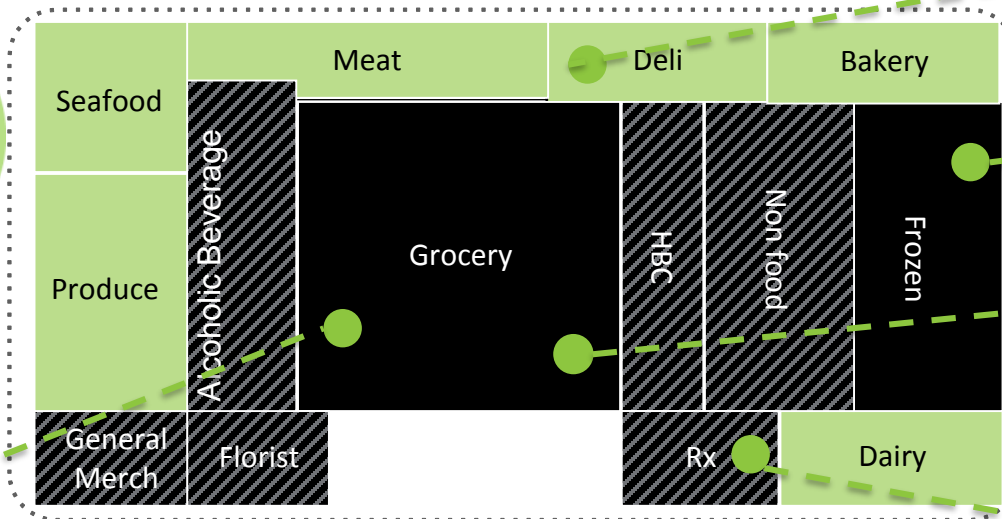 Meat
Deli
Bakery
Seafood
Alcoholic Beverage
Grocery
HBC
Non food
Frozen
Produce
General
Merch
Florist
Rx
Dairy